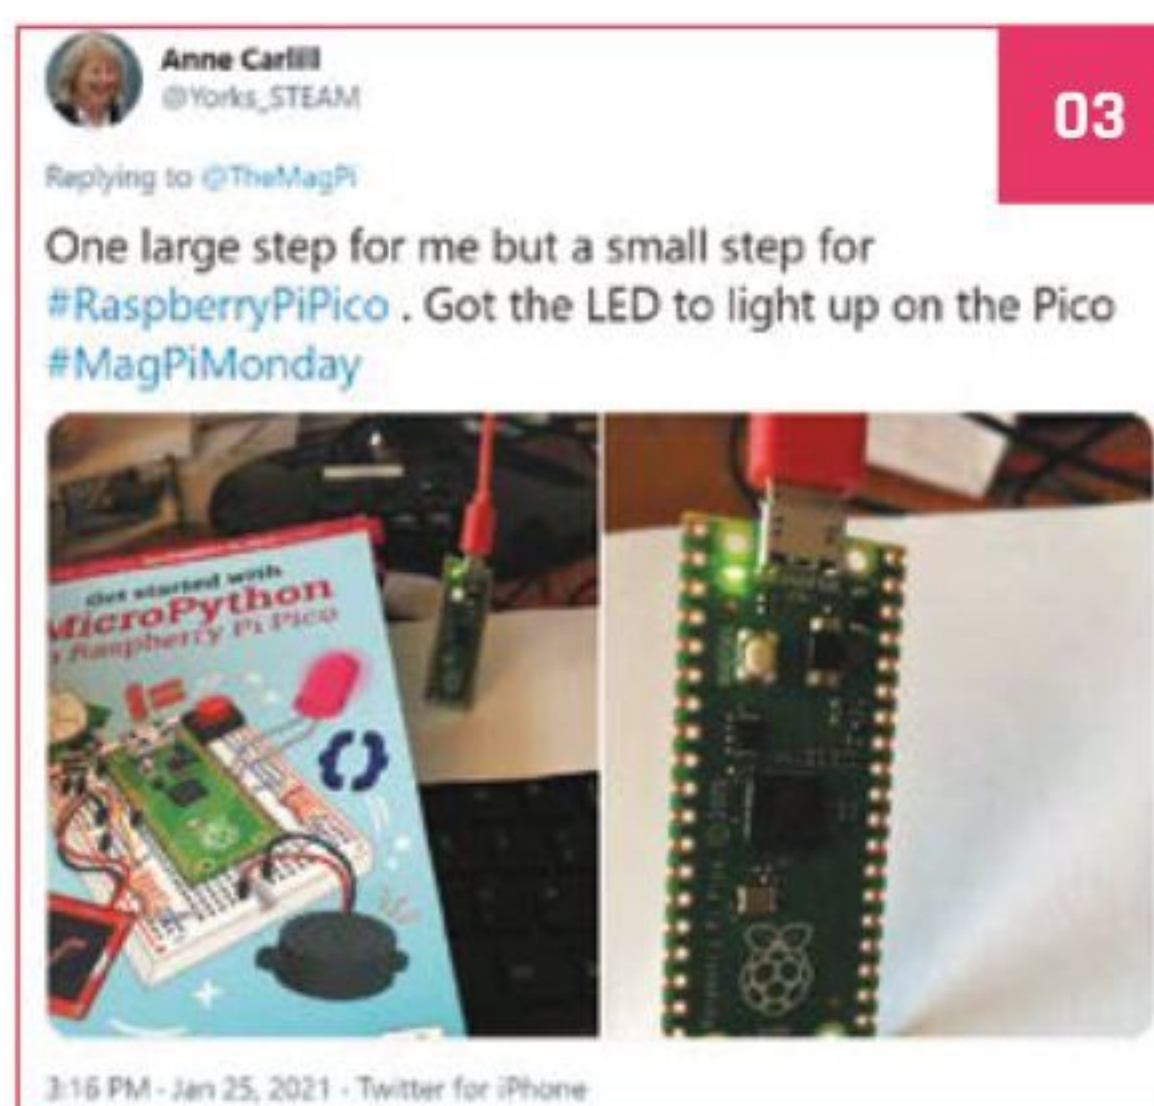 Anne Carlill
@Yorks_STEAM
03
Replying to @TheMagPi
One large step for me but a small step for
#RaspberryPiPico . Got the LED to light up on the Pico
#MagPiMonday
Get started with
MicroPython
Raspberry Pi Pico
3:16 PM - Jan 25, 2021 - Twitter for iPhone